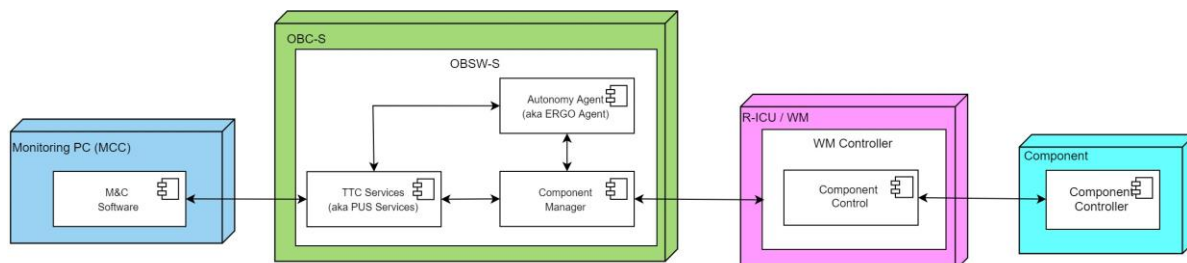 Monitoring PC (MCC)
M&C
Software
OBC-S
OBSW-S
Autonomy Agent
(aka ERGO Agent)
TTC Services
(aka PUS Services)
Component
Manager
R-ICU / WM
WM Controller
Component
Control
Component
Component
Controller